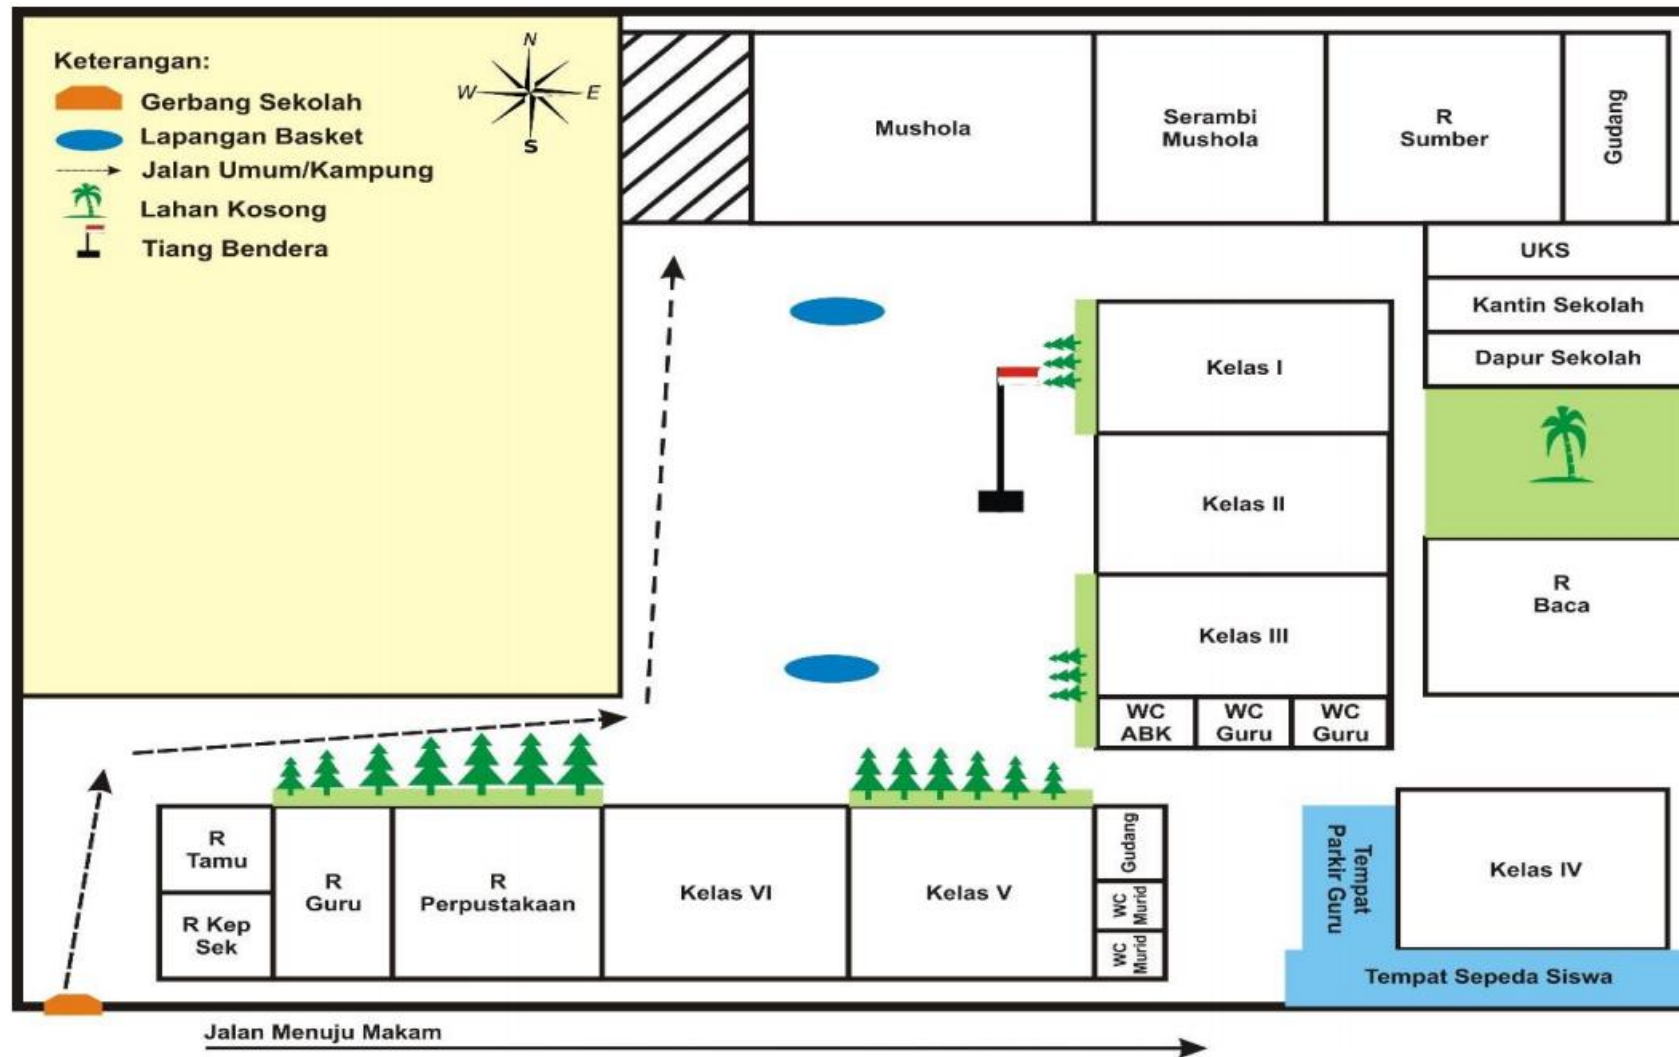 Keterangan:
Gerbang Sekolah
Lapangan Basket
Jalan Umum/Kampung
Lahan Kosong
Tiang Bendera
N
W
E
S
Mushola
Serambi
Mushola
R
Sumber
Gudang
UKS
Kantin Sekolah
Dapur Sekolah
Kelas I
Kelas II
Kelas III
R
Baca
WC
ABK
WC
Guru
WC
Guru
R
Tamu
R Kep
Sek
R
Guru
R
Perpustakaan
Kelas VI
Kelas V
Gudang
WC
Murid
WC
Murid
Tempat
Parkir Guru
Kelas IV
Tempat Sepeda Siswa
Jalan Menuju Makam